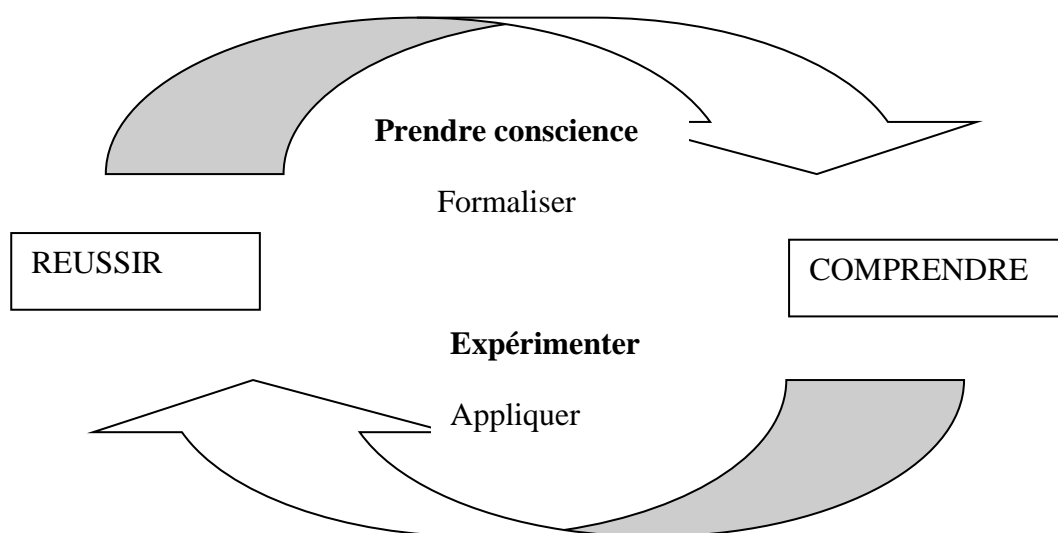 Prendre conscience
Formaliser
REUSSIR
COMPRENDRE
Expérimenter
Appliquer